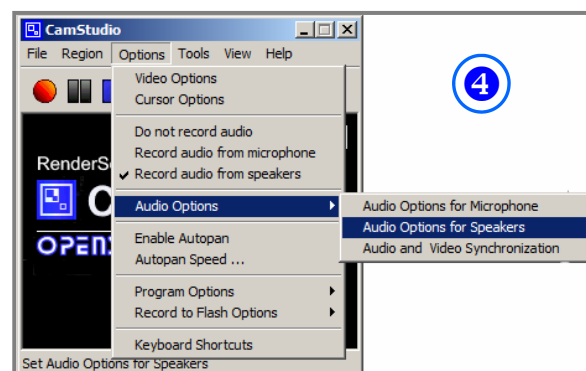 CamStudio
File Region Options Tools View Help
4
Video Options
Cursor Options
Do not record audio
Record audio from microphone
Record audio from speakers
Audio Options
Audio Options for Microphone
Audio Options for Speakers
Audio and Video Synchronization
Enable Autopan
Autopan Speed ...
Program Options
Record to Flash Options
Keyboard Shortcuts
RenderS
C
OPEN
Set Audio Options for Speakers